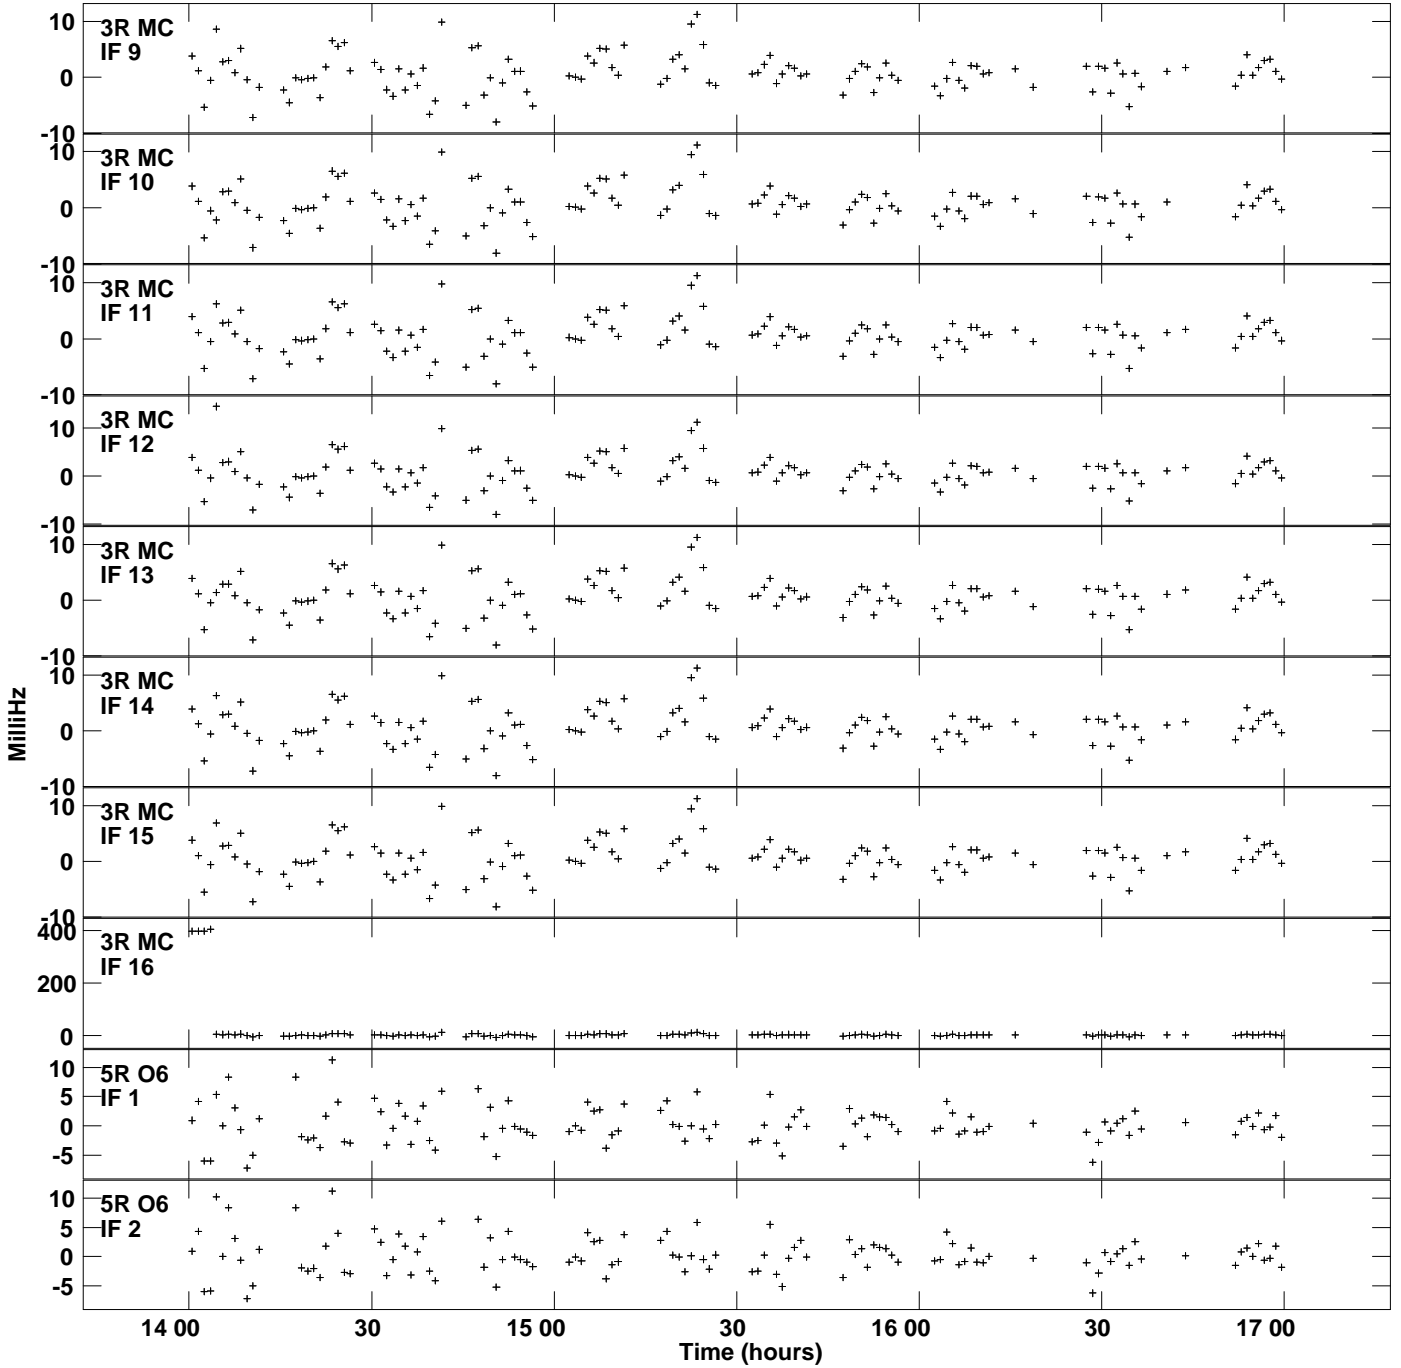 10 3R MC
0 IF 9
-10
10 3R MC
0 IF 10
-10
10 3R MC
0 IF 11
-10
10 3R MC
0 IF 12
-10
10 3R MC
0 IF 13
-10
10 3R MC
0 IF 14
-10
10 3R MC
0 IF 15
-10
400 3R MC
200 IF 16
0
10 5R O6
5 IF 1
0
-5
10 5R O6
5 IF 2
0
-5
MilliHz
14 00 30 15 00 30 16 00 30 17 00
Time (hours)